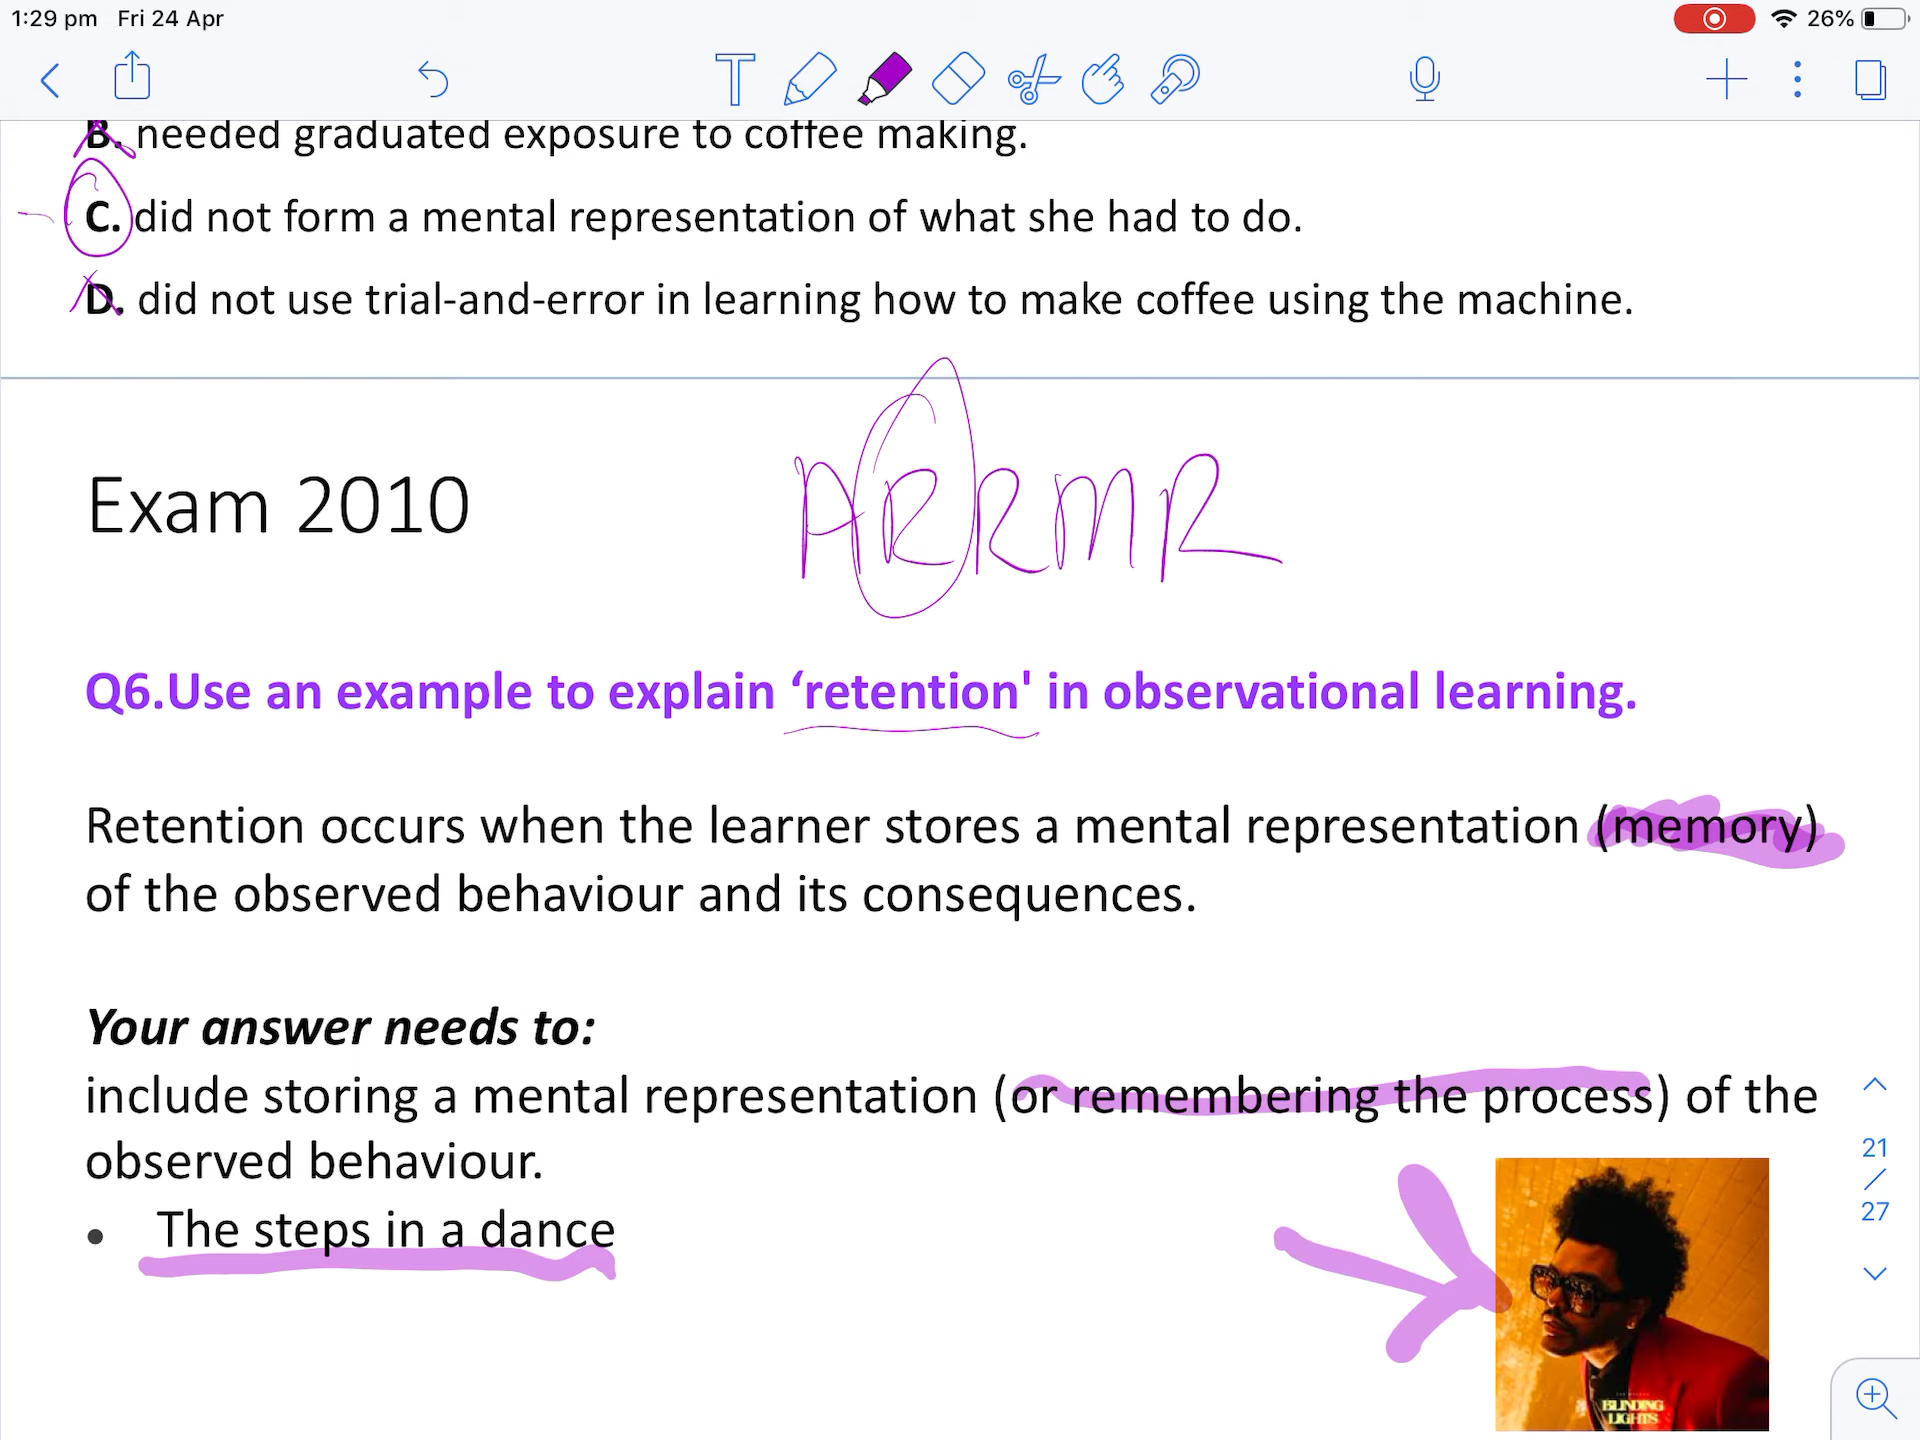 1:29 pm Fri 24 Apr 26%
B. needed graduated exposure to coffee making.
C. did not form a mental representation of what she had to do.
D. did not use trial-and-error in learning how to make coffee using the machine.
ARRMR
Exam 2010
Q6.Use an example to explain ‘retention' in observational learning.
Retention occurs when the learner stores a mental representation (memory)
of the observed behaviour and its consequences.
Your answer needs to:
include storing a mental representation (or remembering the process) of the
observed behaviour.
• The steps in a dance
21
/
27
BLINDING
LIGHTS